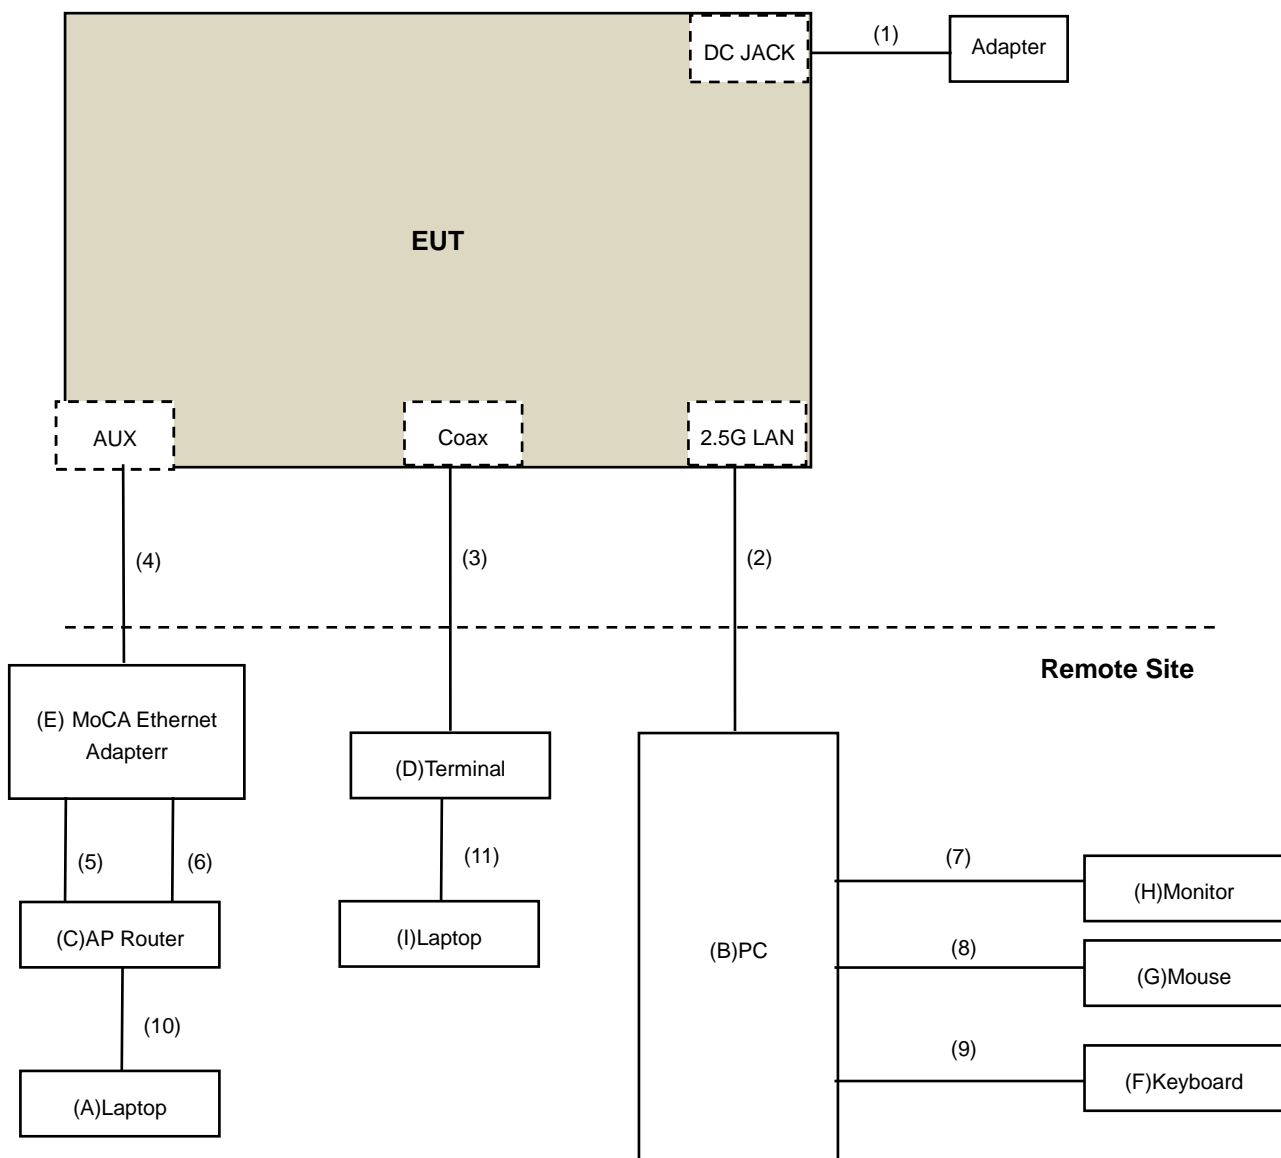 DC JACK
(1)
Adapter
EUT
AUX
Coax
2.5G LAN
(4)
(3)
(2)
Remote Site
(E) MoCA Ethernet
Adapterr
(D)Terminal
(5)
(6)
(11)
(7)
(H)Monitor
(C)AP Router
(I)Laptop
(B)PC
(8)
(G)Mouse
(10)
(9)
(F)Keyboard
(A)Laptop